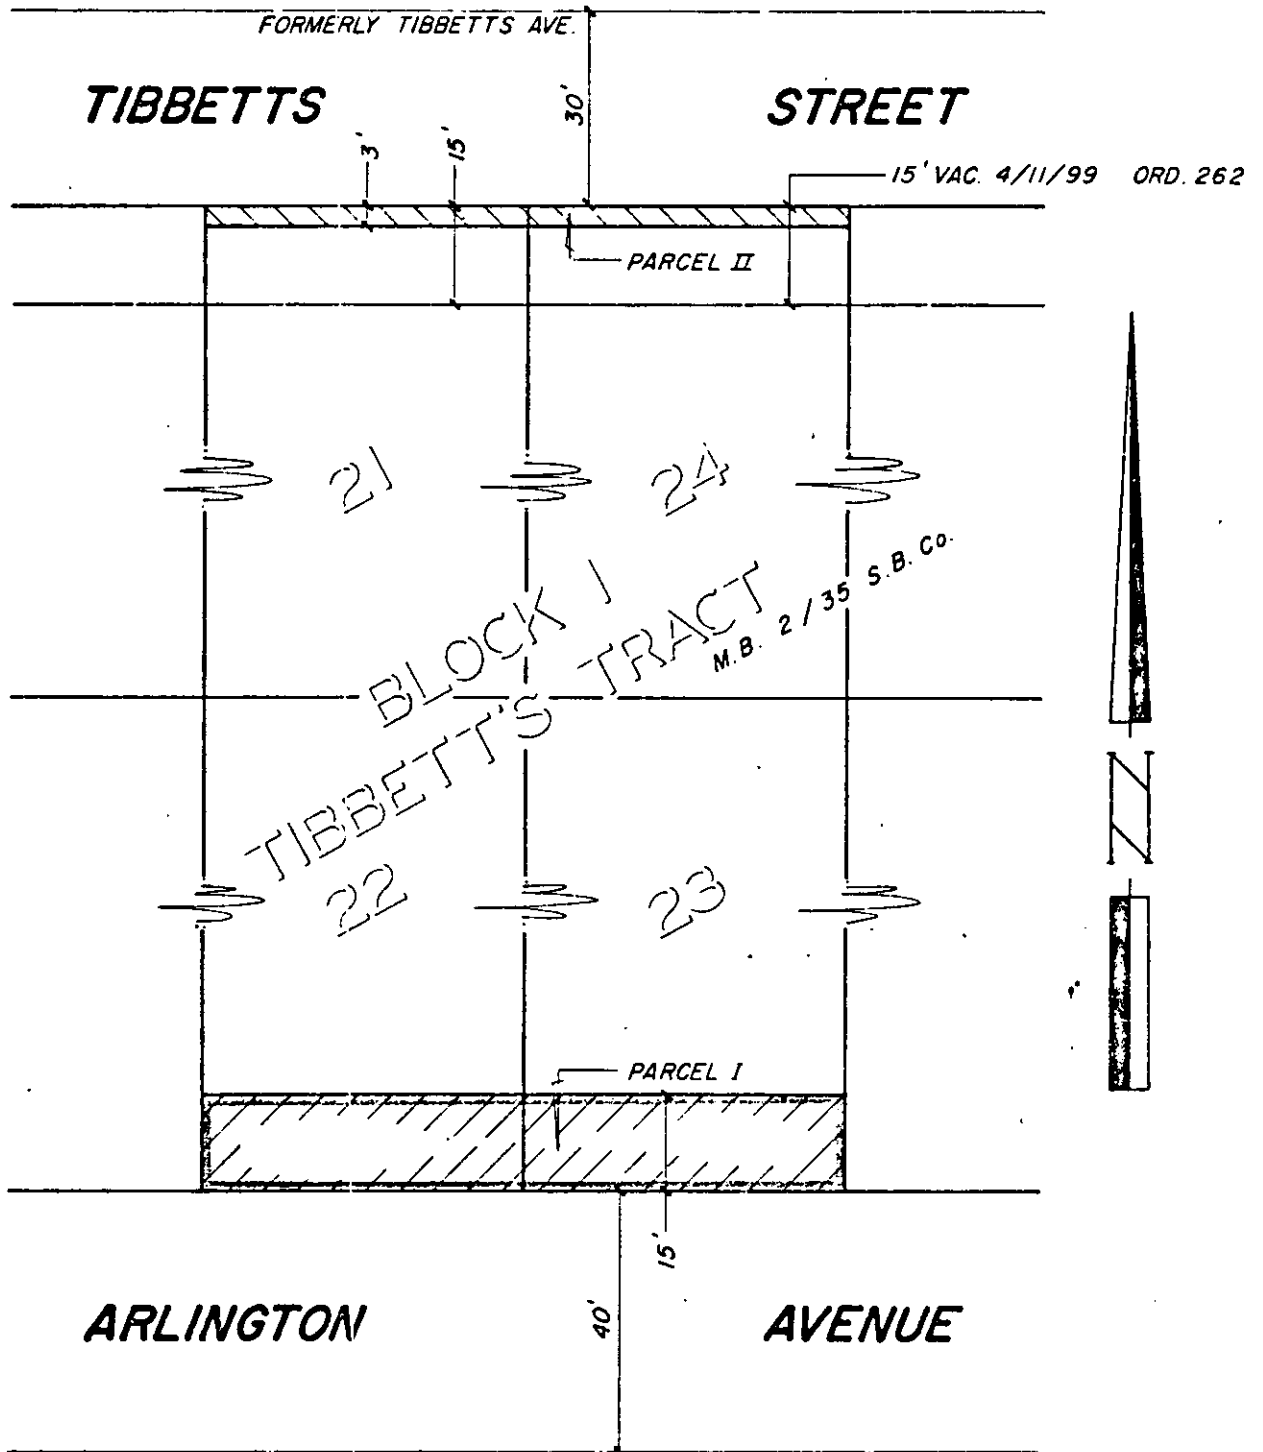 FORMERLY TIBBETTS AVE.
TIBBETTS STREET
30'
3'
15'
15' VAC. 4/11/99 ORD. 262
PARCEL II
21
24
BLOCK 1
TIBBETT'S TRACT
M.B. 2 / 35 S.B. Co.
22
23
PARCEL I
15'
40'
ARLINGTON AVENUE